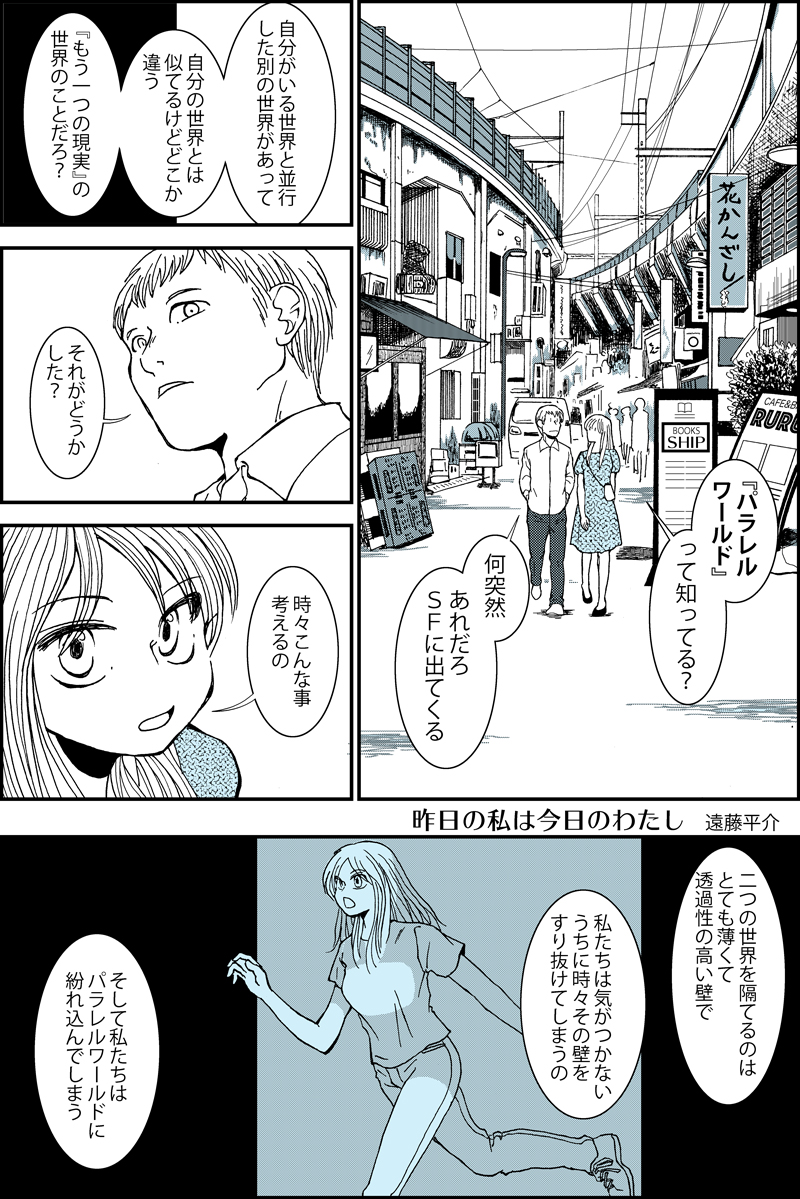 花かんざし
CAFE&B
RURU
BOOKS
SHIP
『パラレル
ワールド』
って知ってる?
何突然
あれだろ
SFに出てくる
自分がいる世界と並行
した別の世界があって
自分の世界とは
似てるけどどこか
違う
『もう一つの現実』の
世界のことだろ?
それがどうか
した?
時々こんな事
考えるの
昨日の私は今日のわたし 遠藤平介
二つの世界を隔てるのは
とても薄くて
透過性の高い壁で
私たちは気がつかない
うちに時々その壁を
すり抜けてしまうの
そして私たちは
パラレルワールドに
紛れ込んでしまう